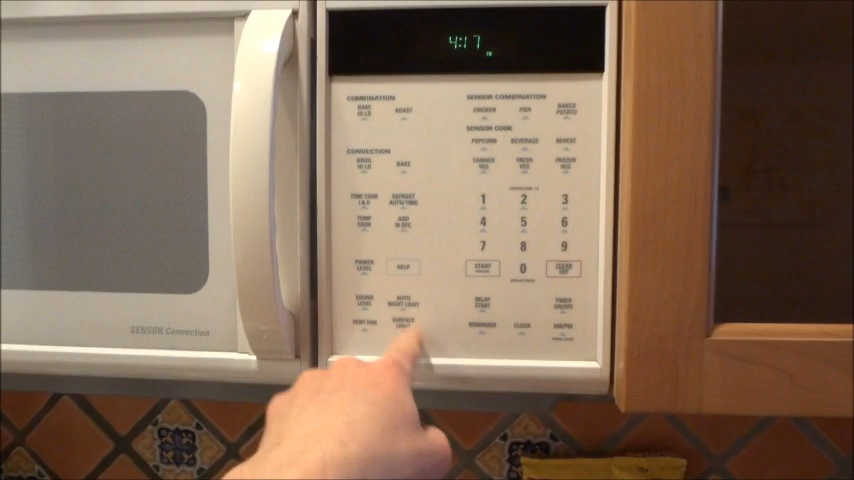 4:17
PM
COMBINATION
BAKE
HI-LO
ROAST
SENSOR COMBINATION
CHICKEN
FISH
BAKED
POTATO
SENSOR COOK
POPCORN
BEVERAGE
REHEAT
CONVECTION
BROIL
HI-LO
BAKE
CANNED
VEG
FRESH
VEG
FROZEN
VEG
TIME COOK
I & II
DEFROST
AUTO/TIME
1 2 3
TEMP
COOK
ADD
30 SEC.
4 5 6
7 8 9
POWER
LEVEL
HELP
START
0
CLEAR
OFF
SOUND
LEVEL
AUTO
NIGHT LIGHT
DELAY
START
TIMER
ON/OFF
VENT FAN
SURFACE
LIGHT
REMINDER
CLOCK
AM/PM
SENSOR Convection